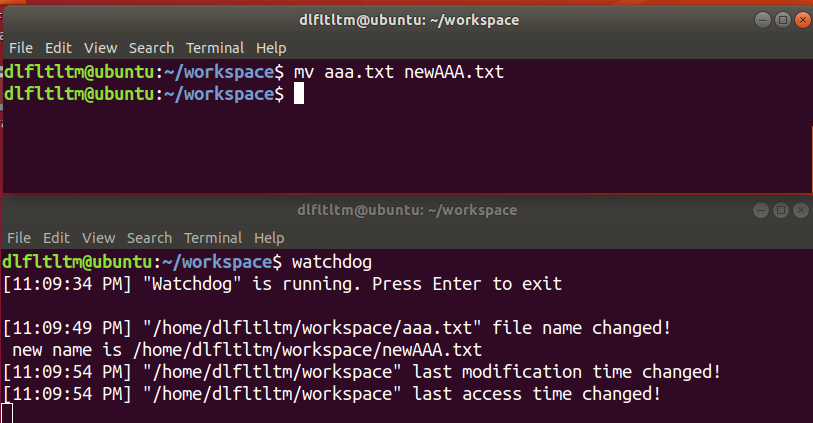 dlfltltm@ubuntu: ~/workspace
File Edit View Search Terminal Help
dlfltltm@ubuntu:~/workspace$ mv aaa.txt newAAA.txt
dlfltltm@ubuntu:~/workspace$
dlfltltm@ubuntu: ~/workspace
File Edit View Search Terminal Help
dlfltltm@ubuntu:~/workspace$ watchdog
[11:09:34 PM] "Watchdog" is running. Press Enter to exit
[11:09:49 PM] "/home/dlfltltm/workspace/aaa.txt" file name changed!
new name is /home/dlfltltm/workspace/newAAA.txt
[11:09:54 PM] "/home/dlfltltm/workspace" last modification time changed!
[11:09:54 PM] "/home/dlfltltm/workspace" last access time changed!